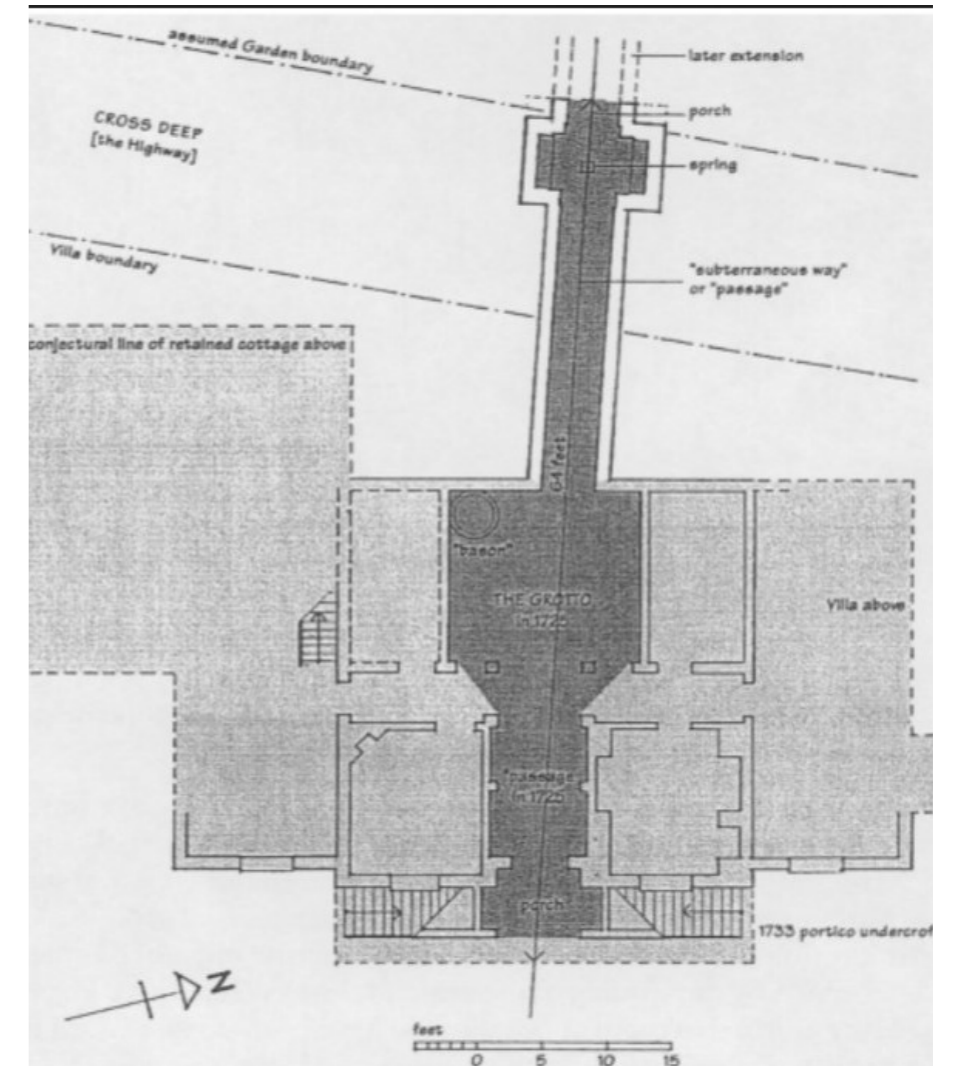 assumed Garden boundary
later extension
CROSS DEEP
[the Highway]
porch
spring
Villa boundary
"subterraneous way"
or "passage"
conjectural line of retained cottage above
64 feet
"bason"
THE GROTTO
in 1725
Villa above
"passage"
in 1725
porch
1733 portico undercrof
N
feet
0 5 10 15